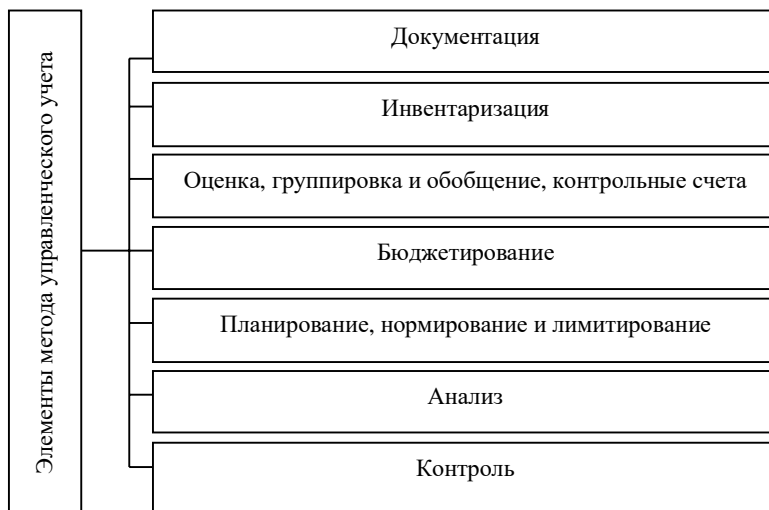 Элементы метода управленческого учета
Документация
Инвентаризация
Оценка, группировка и обобщение, контрольные счета
Бюджетирование
Планирование, нормирование и лимитирование
Анализ
Контроль